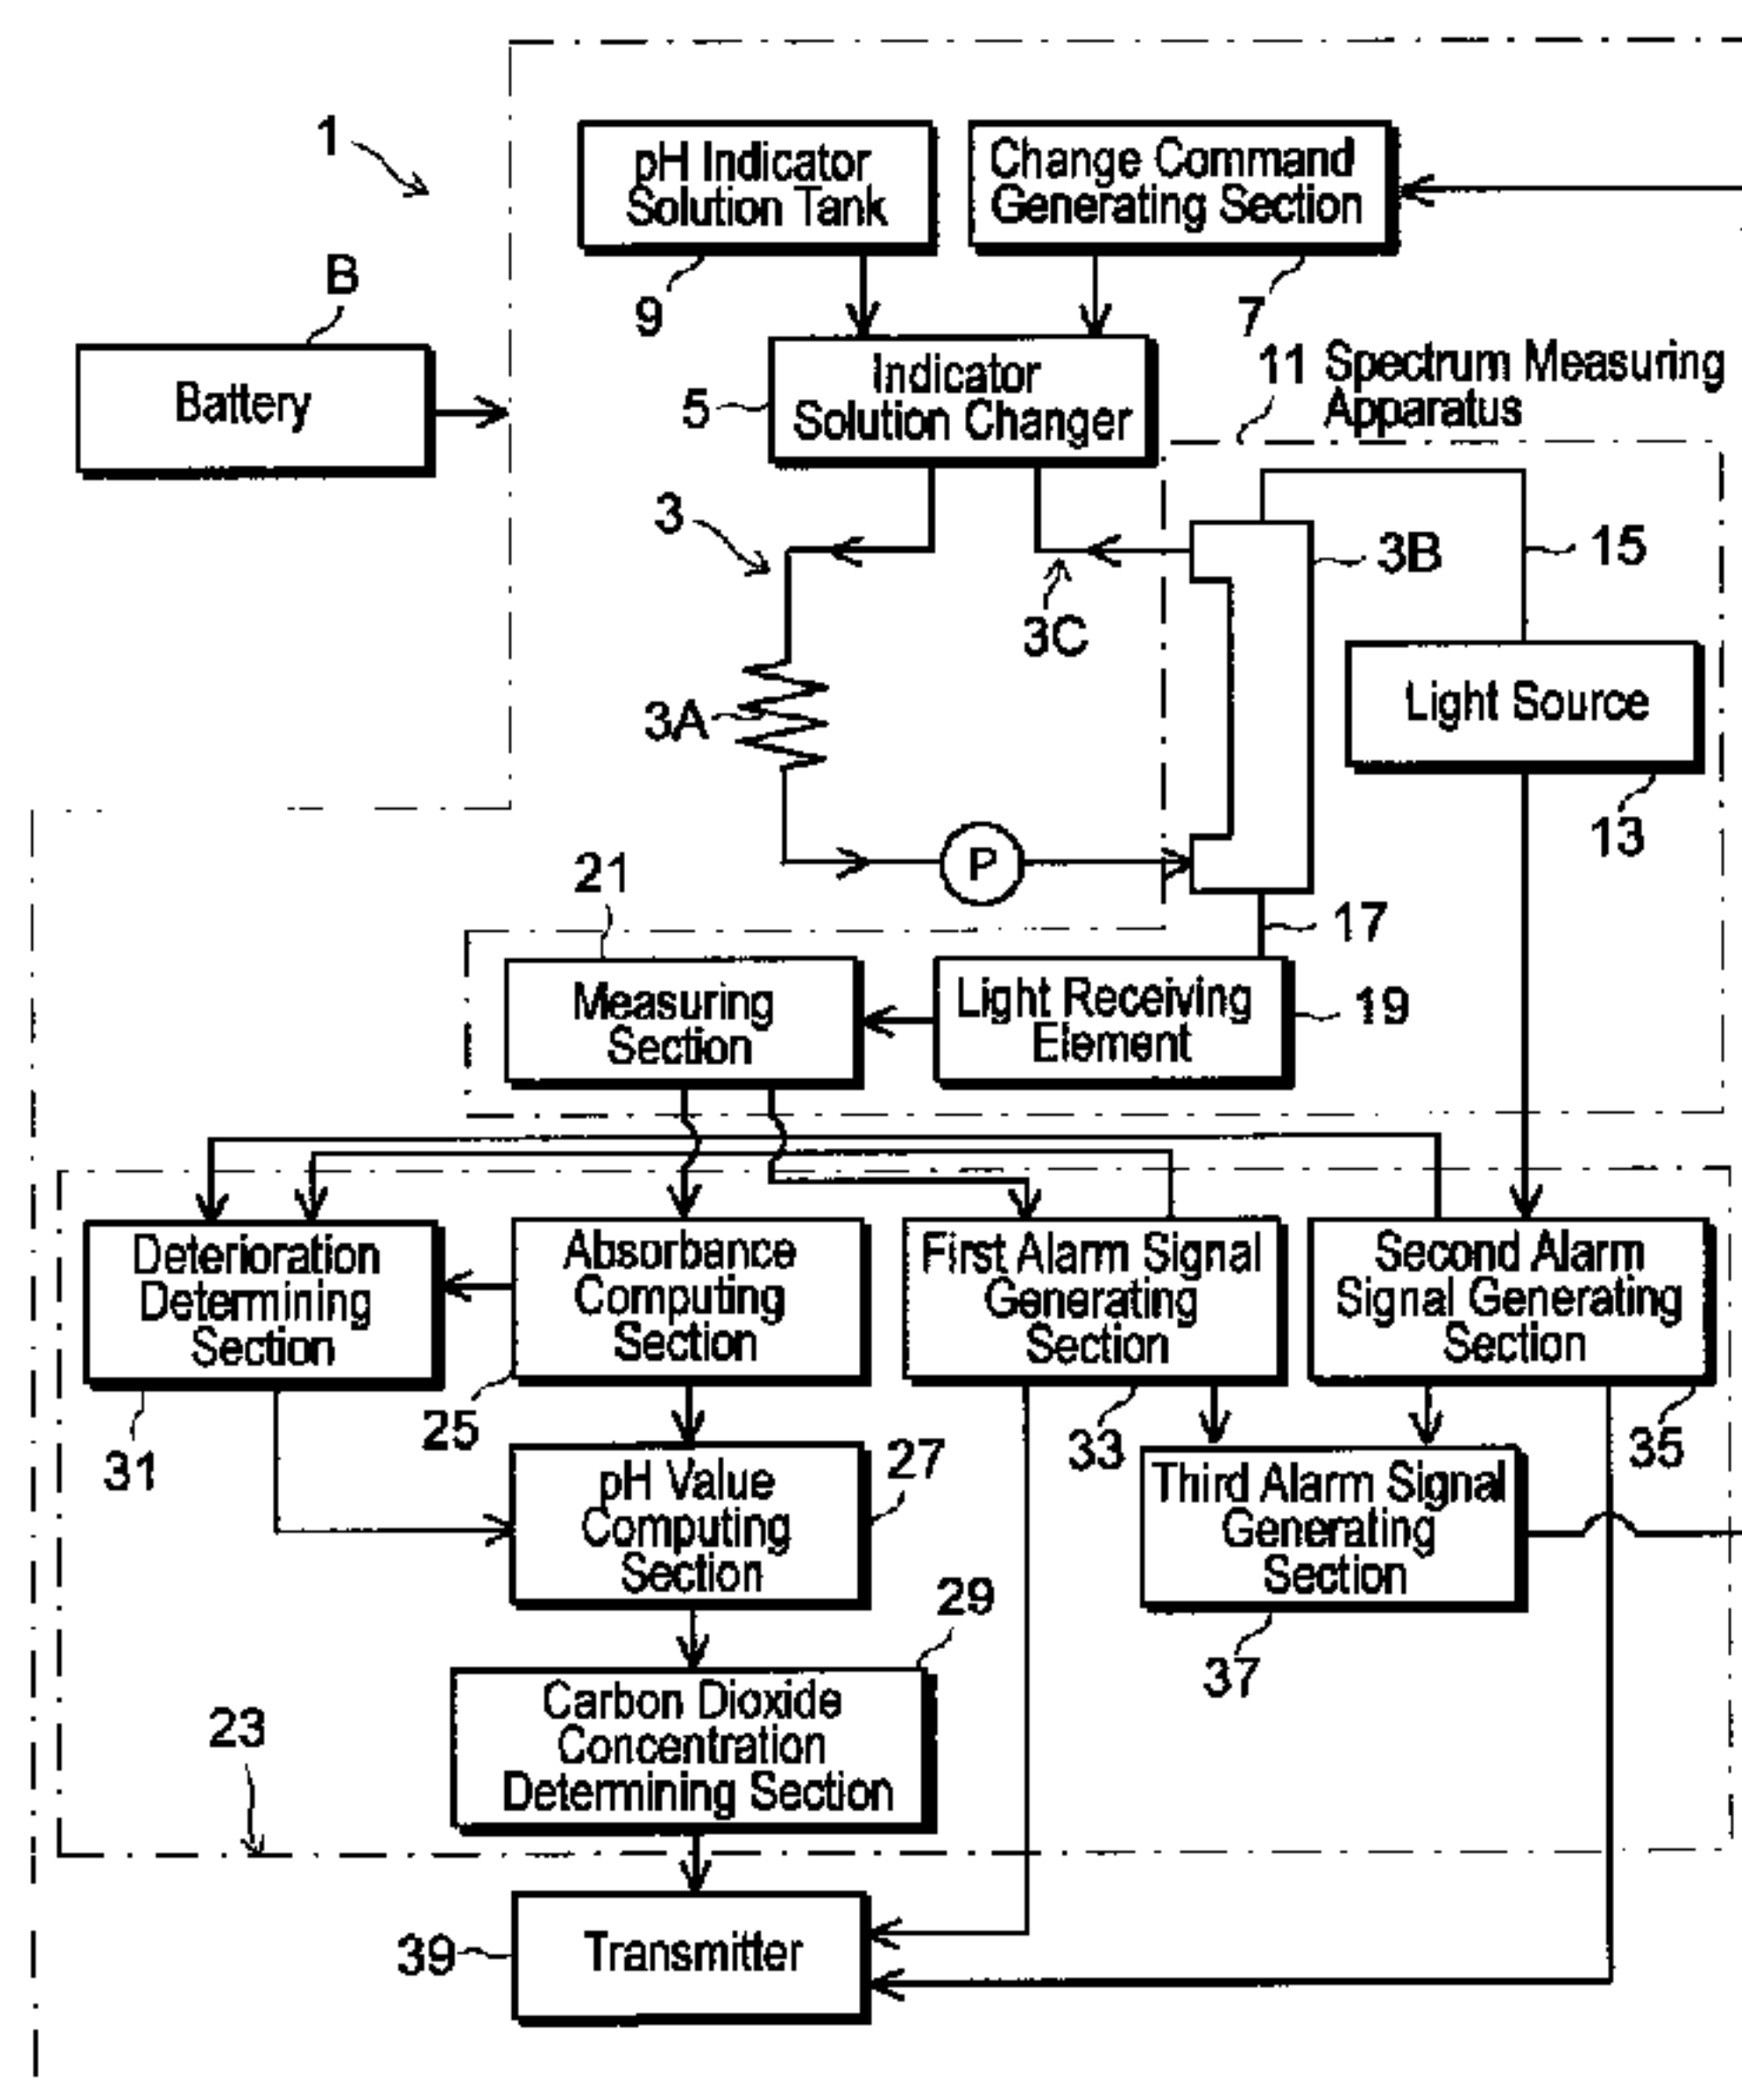 1
pH Indicator
Solution Tank
Change Command
Generating Section
B
9
7
Battery
Indicator
Solution Changer
5
11 Spectrum Measuring
Apparatus
3
3C
3B
15
3A
Light Source
13
P
21
17
Measuring
Section
Light Receiving
Element
19
Deterioration
Determining
Section
Absorbance
Computing
Section
First Alarm Signal
Generating
Section
Second Alarm
Signal Generating
Section
31
25
33
35
pH Value
Computing
Section
27
Third Alarm Signal
Generating
Section
37
29
Carbon Dioxide
Concentration
Determining Section
23
39
Transmitter